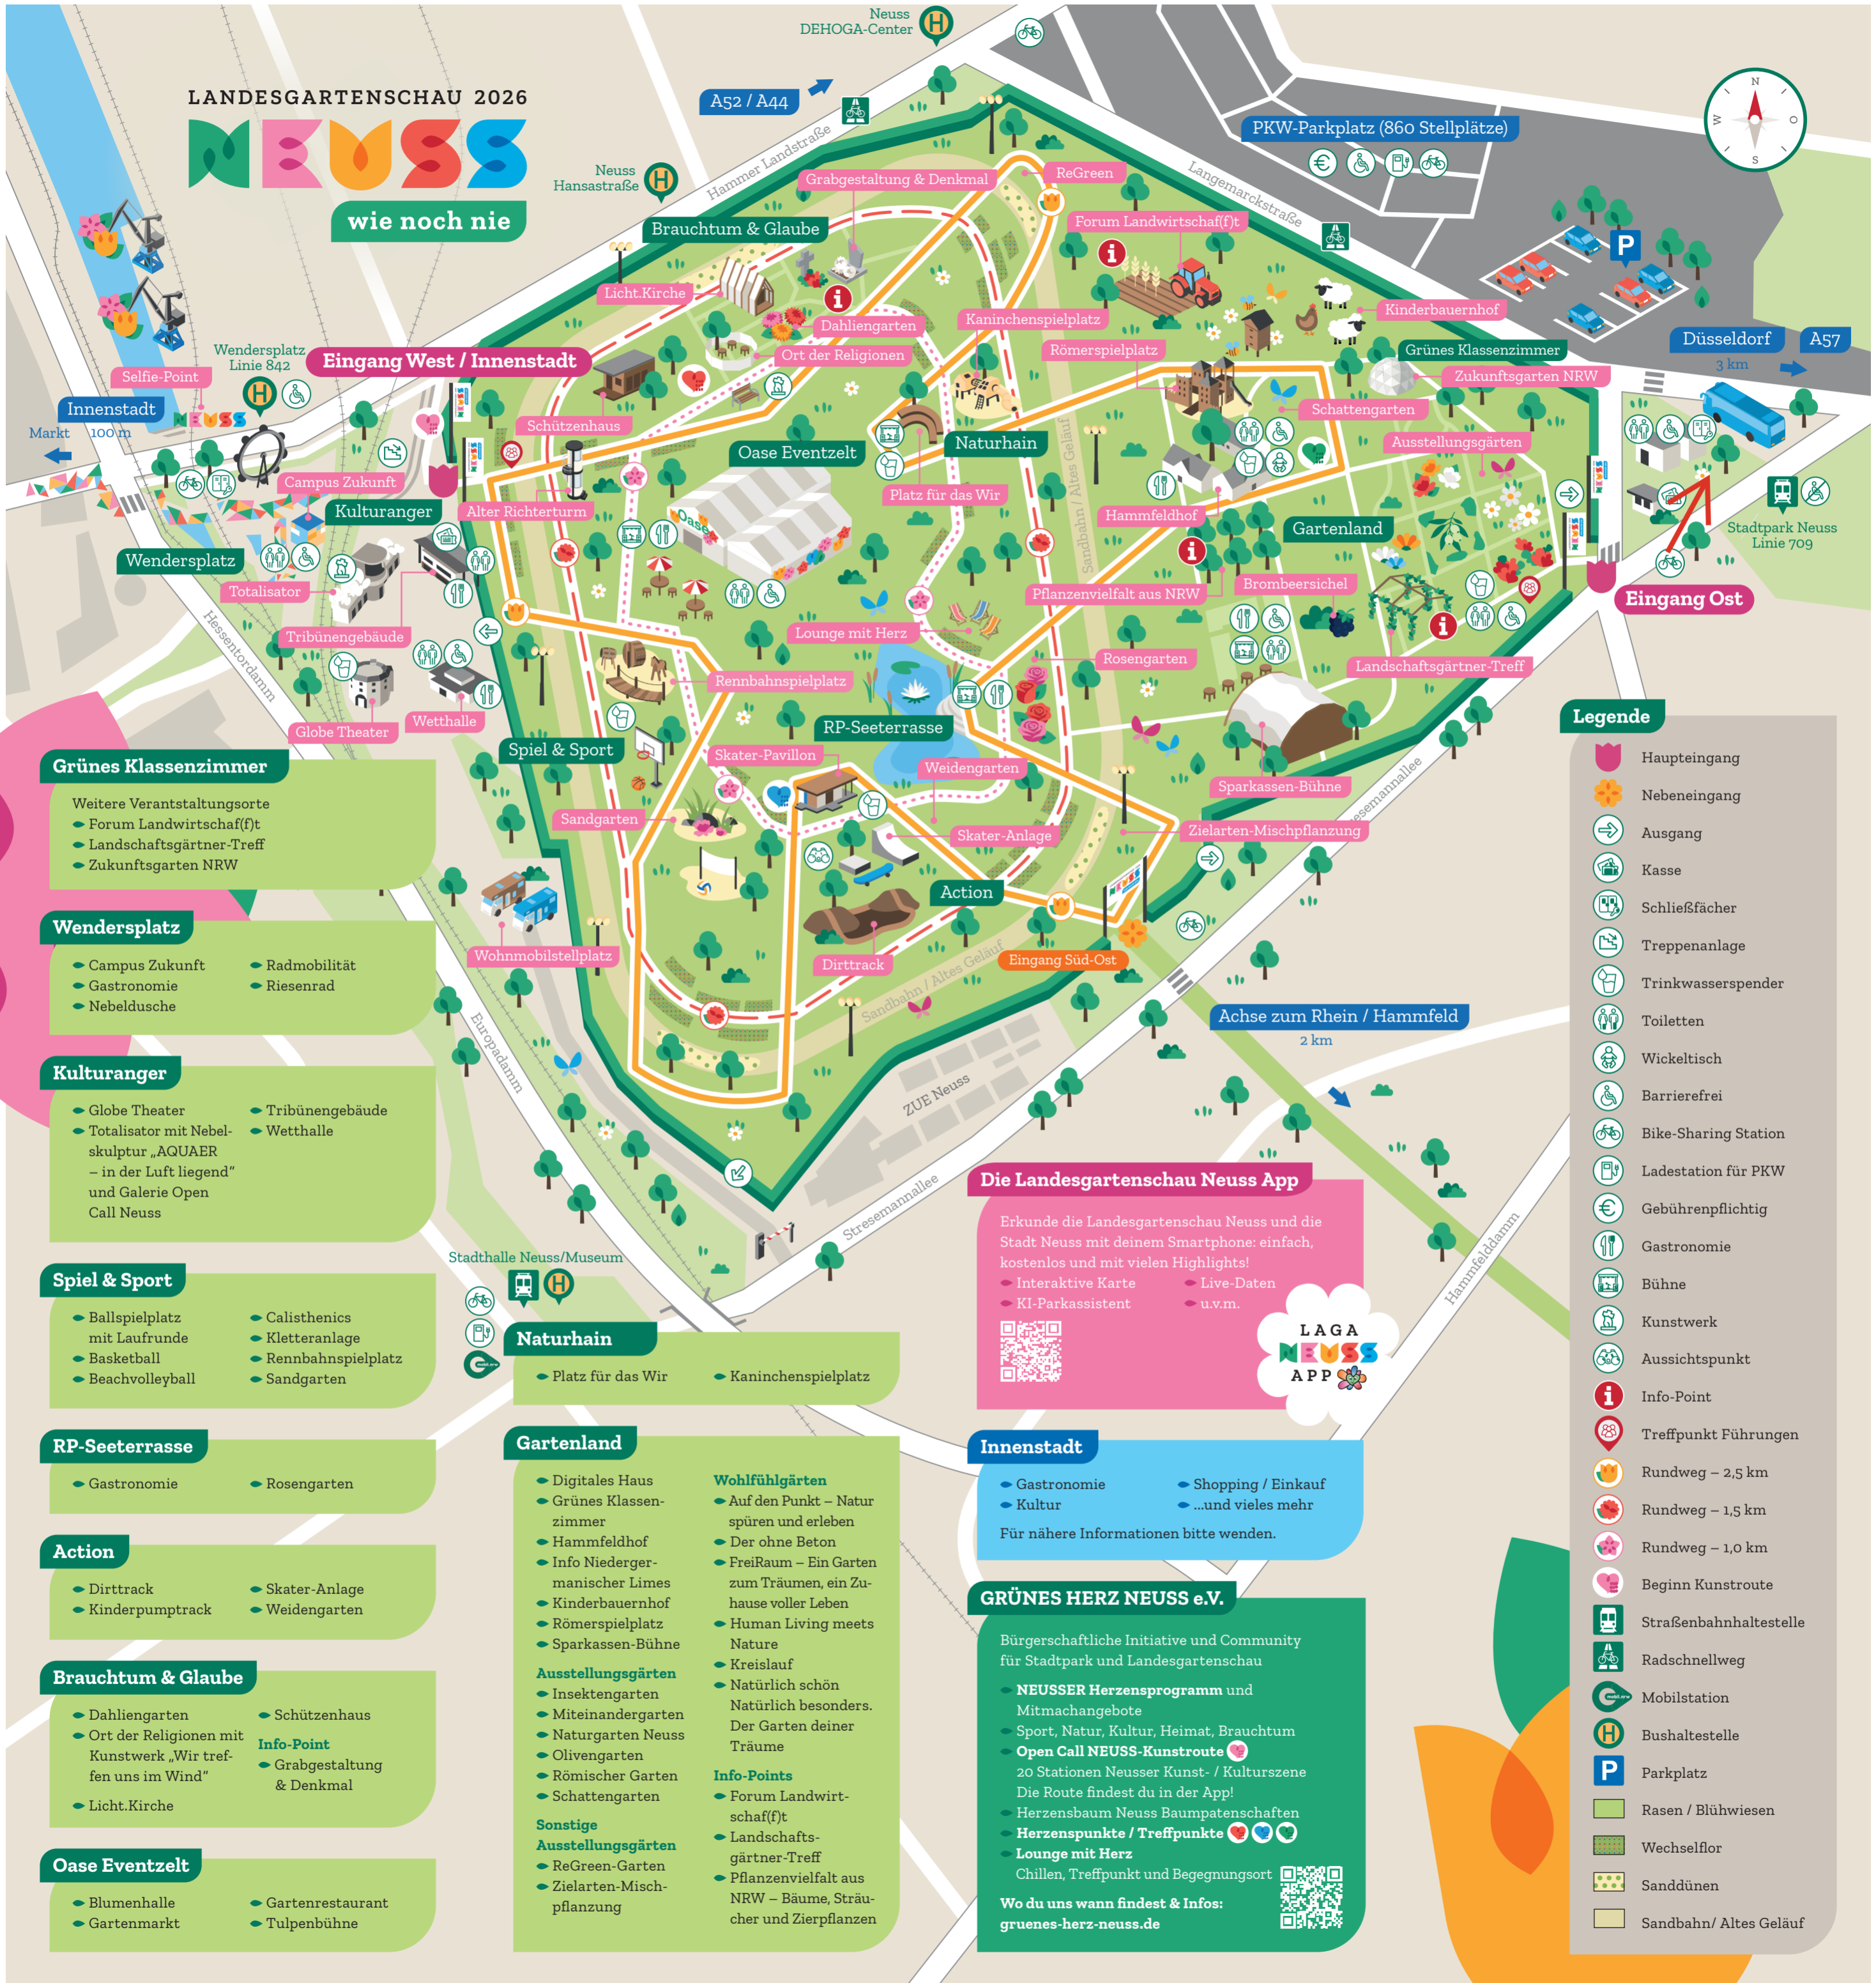 LANDESGARTENSCHAU 2026
NEUSS
wie noch nie
Neuss
DEHOGA-Center
H
A52 / A44
Hammer Landstraße
Neuss
Hansastraße
H
PKW-Parkplatz (860 Stellplätze)
€
N
W
O
S
Langemarckstraße
P
Grabgestaltung & Denkmal
ReGreen
Brauchtum & Glaube
Forum Landwirtschaf(f)t
i
Licht.Kirche
i
Dahliengarten
Kaninchenspielplatz
Kinderbauernhof
Düsseldorf
A57
3 km
Wendersplatz
Linie 842
H
Eingang West / Innenstadt
Ort der Religionen
Römerspielplatz
Grünes Klassenzimmer
Selfie-Point
Zukunftsgarten NRW
Innenstadt
NEUSS
Markt
100 m
Schützenhaus
Schattengarten
NEUSS
NEUSS
Oase Eventzelt
Naturhain
Ausstellungsgärten
Campus Zukunft
Platz für das Wir
NEUSS
Kulturanger
Alter Richterturm
Hammfeldhof
Oase
Sandbahn / Altes Geläuf
Gartenland
NEUSS
Stadtpark Neuss
Linie 709
Wendersplatz
i
Totalisator
Pflanzenvielfalt aus NRW
Brombeersichel
Eingang Ost
Tribünengebäude
Lounge mit Herz
i
Hessentordamm
Rosengarten
Landschaftsgärtner-Treff
Rennbahnspielplatz
Globe Theater
Wetthalle
RP-Seeterrasse
Spiel & Sport
Skater-Pavillon
Weidengarten
Sparkassen-Bühne
Sandgarten
Skater-Anlage
Zielarten-Mischpflanzung
Stresemannallee
Action
NEUSS
Wohnmobilstellplatz
Dirttrack
Eingang Süd-Ost
Sandbahn / Altes Geläuf
Achse zum Rhein / Hammfeld
2 km
Europadamm
ZUE Neuss
Stresemannallee
Hammfelddamm
Stadthalle Neuss/Museum
H
mobil.nrw
Grünes Klassenzimmer
Weitere Verantstaltungsorte
Forum Landwirtschaf(f)t
Landschaftsgärtner-Treff
Zukunftsgarten NRW
Wendersplatz
Campus Zukunft
Gastronomie
Nebeldusche
Radmobilität
Riesenrad
Kulturanger
Globe Theater
Totalisator mit Nebel-
skulptur „AQUAER
– in der Luft liegend“
und Galerie Open
Call Neuss
Tribünengebäude
Wetthalle
Spiel & Sport
Ballspielplatz
mit Laufrunde
Basketball
Beachvolleyball
Calisthenics
Kletteranlage
Rennbahnspielplatz
Sandgarten
RP-Seeterrasse
Gastronomie
Rosengarten
Action
Dirttrack
Kinderpumptrack
Skater-Anlage
Weidengarten
Brauchtum & Glaube
Dahliengarten
Ort der Religionen mit
Kunstwerk „Wir tref-
fen uns im Wind“
Licht.Kirche
Schützenhaus
Info-Point
Grabgestaltung
& Denkmal
Oase Eventzelt
Blumenhalle
Gartenmarkt
Gartenrestaurant
Tulpenbühne
Naturhain
Platz für das Wir
Kaninchenspielplatz
Gartenland
Digitales Haus
Grünes Klassen-
zimmer
Hammfeldhof
Info Niederger-
manischer Limes
Kinderbauernhof
Römerspielplatz
Sparkassen-Bühne
Ausstellungsgärten
Insektengarten
Miteinandergarten
Naturgarten Neuss
Olivengarten
Römischer Garten
Schattengarten
Sonstige
Ausstellungsgärten
ReGreen-Garten
Zielarten-Misch-
pflanzung
Wohlfühlgärten
Auf den Punkt – Natur
spüren und erleben
Der ohne Beton
FreiRaum – Ein Garten
zum Träumen, ein Zu-
hause voller Leben
Human Living meets
Nature
Kreislauf
Natürlich schön
Natürlich besonders.
Der Garten deiner
Träume
Info-Points
Forum Landwirt-
schaf(f)t
Landschafts-
gärtner-Treff
Pflanzenvielfalt aus
NRW – Bäume, Sträu-
cher und Zierpflanzen
Die Landesgartenschau Neuss App
Erkunde die Landesgartenschau Neuss und die
Stadt Neuss mit deinem Smartphone: einfach,
kostenlos und mit vielen Highlights!
Interaktive Karte
KI-Parkassistent
Live-Daten
u.v.m.
LAGA
NEUSS
APP
Innenstadt
Gastronomie
Kultur
Shopping / Einkauf
...und vieles mehr
Für nähere Informationen bitte wenden.
GRÜNES HERZ NEUSS e.V.
Bürgerschaftliche Initiative und Community
für Stadtpark und Landesgartenschau
NEUSSER Herzensprogramm und
Mitmachangebote
Sport, Natur, Kultur, Heimat, Brauchtum
Open Call NEUSS-Kunstroute
20 Stationen Neusser Kunst- / Kulturszene
Die Route findest du in der App!
Herzensbaum Neuss Baumpatenschaften
Herzenspunkte / Treffpunkte
Lounge mit Herz
Chillen, Treffpunkt und Begegnungsort
Wo du uns wann findest & Infos:
gruenes-herz-neuss.de
Legende
Haupteingang
Nebeneingang
Ausgang
Kasse
Schließfächer
Treppenanlage
Trinkwasserspender
Toiletten
Wickeltisch
Barrierefrei
Bike-Sharing Station
Ladestation für PKW
€ Gebührenpflichtig
Gastronomie
Bühne
Kunstwerk
Aussichtspunkt
i Info-Point
Treffpunkt Führungen
Rundweg – 2,5 km
Rundweg – 1,5 km
Rundweg – 1,0 km
Beginn Kunstroute
Straßenbahnhaltestelle
Radschnellweg
mobil.nrw Mobilstation
H Bushaltestelle
P Parkplatz
Rasen / Blühwiesen
Wechselflor
Sanddünen
Sandbahn/ Altes Geläuf